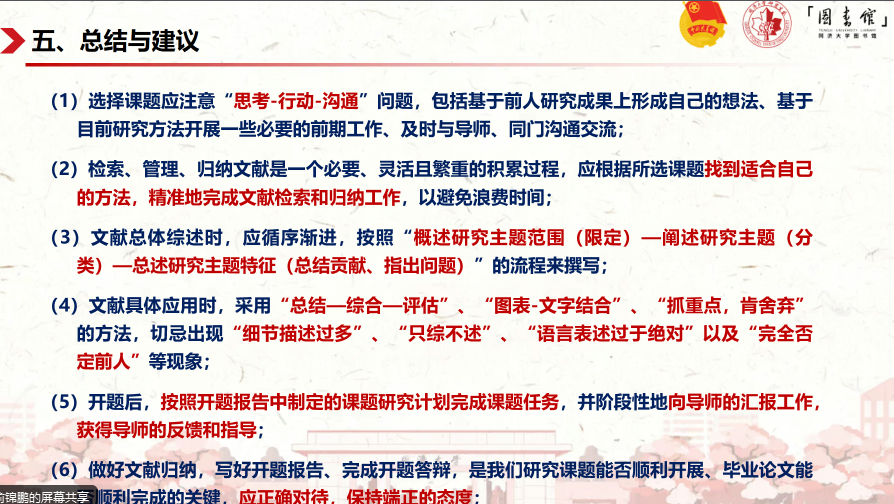 五、总结与建议
「图书馆」
TONGJI UNIVERSITY LIBRARY
同济大学图书馆
（1）选择课题应注意“思考-行动-沟通”问题，包括基于前人研究成果上形成自己的想法、基于
目前研究方法开展一些必要的前期工作、及时与导师、同门沟通交流；
（2）检索、管理、归纳文献是一个必要、灵活且繁重的积累过程，应根据所选课题找到适合自己
的方法，精准地完成文献检索和归纳工作，以避免浪费时间；
（3）文献总体综述时，应循序渐进，按照“概述研究主题范围（限定）—阐述研究主题（分
类）—总述研究主题特征（总结贡献、指出问题）”的流程来撰写；
（4）文献具体应用时，采用“总结—综合—评估”、“图表-文字结合”、“抓重点，肯舍弃”
的方法，切忌出现“细节描述过多”、“只综不述”、“语言表述过于绝对”以及“完全否
定前人”等现象；
（5）开题后，按照开题报告中制定的课题研究计划完成课题任务，并阶段性地向导师的汇报工作，
获得导师的反馈和指导；
（6）做好文献归纳，写好开题报告、完成开题答辩，是我们研究课题能否顺利开展、毕业论文能
顺利完成的关键，应正确对待，保持端正的态度；
锦鹏的屏幕共享